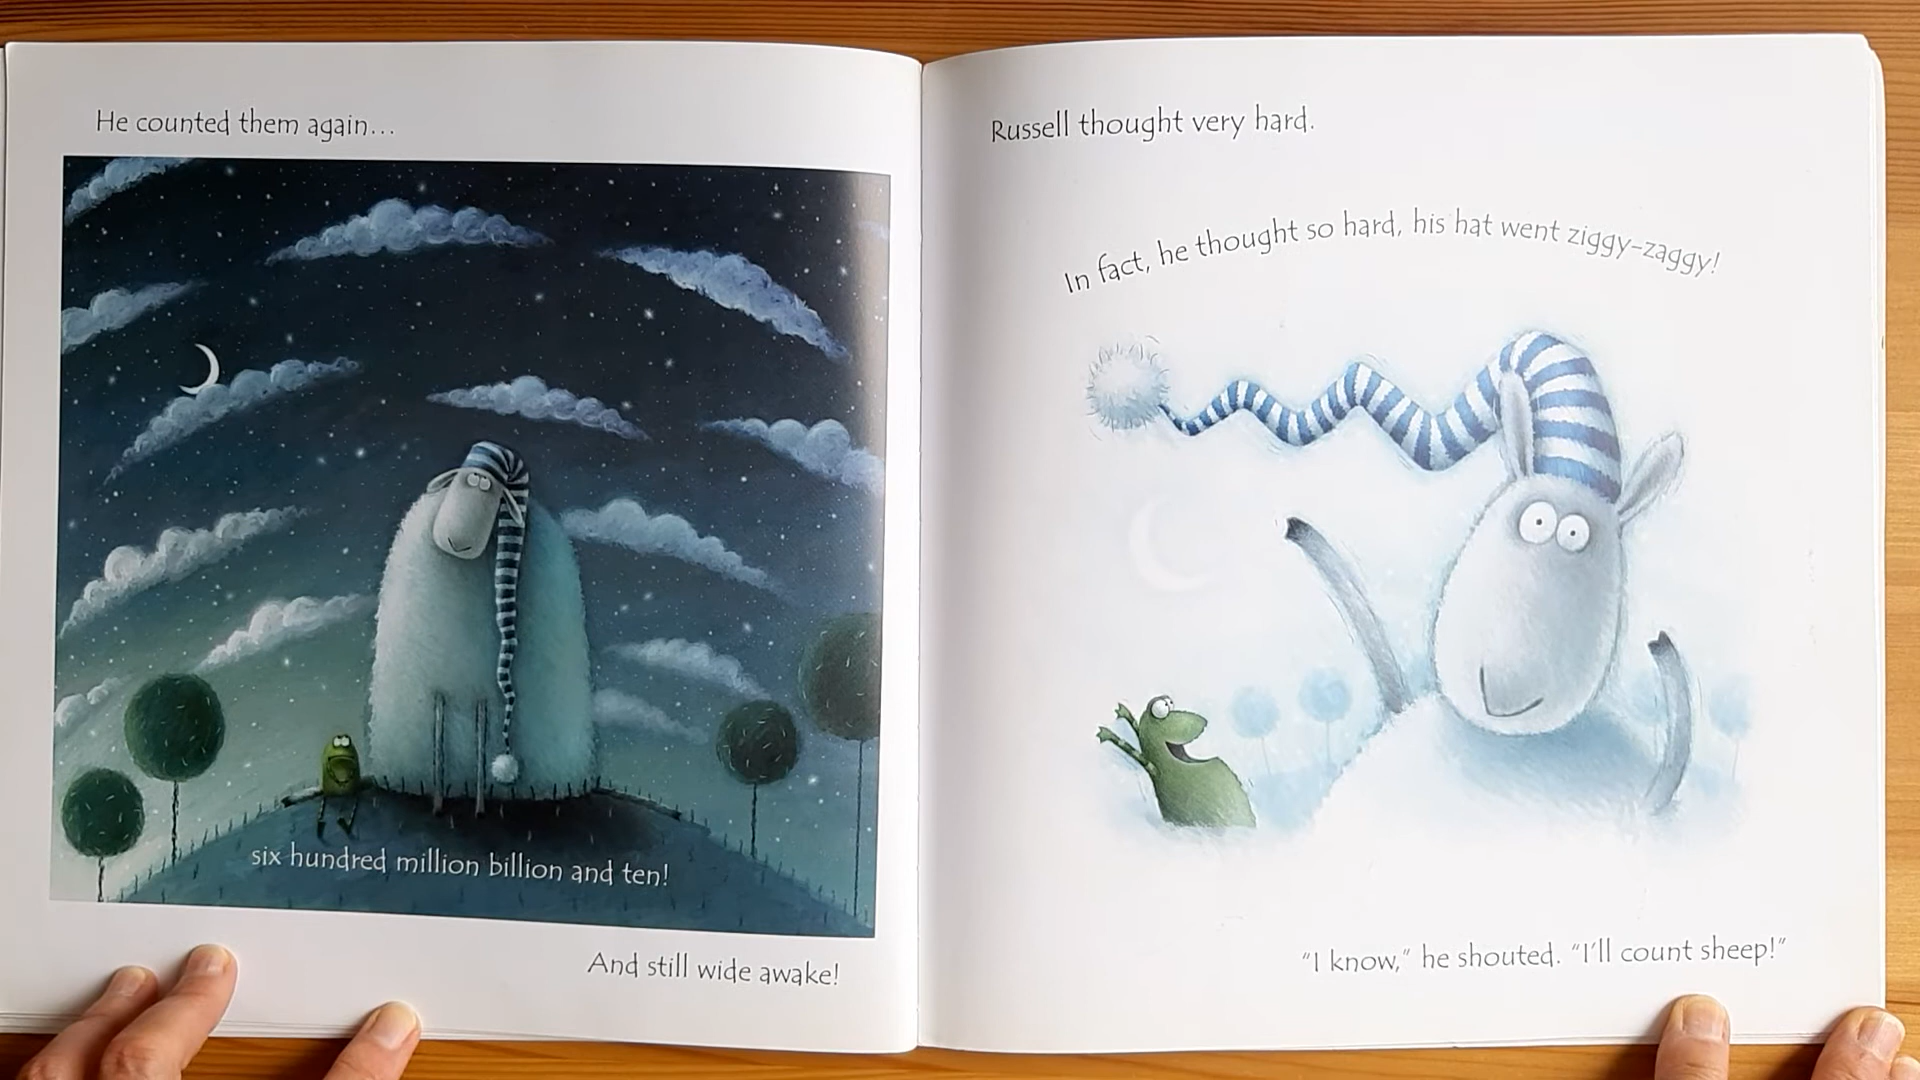 He counted them again...
six hundred million billion and ten!
And still wide awake!
Russell thought very hard.
In fact, he thought so hard, his hat went ziggy-zaggy!
"I know," he shouted. "I'll count sheep!"